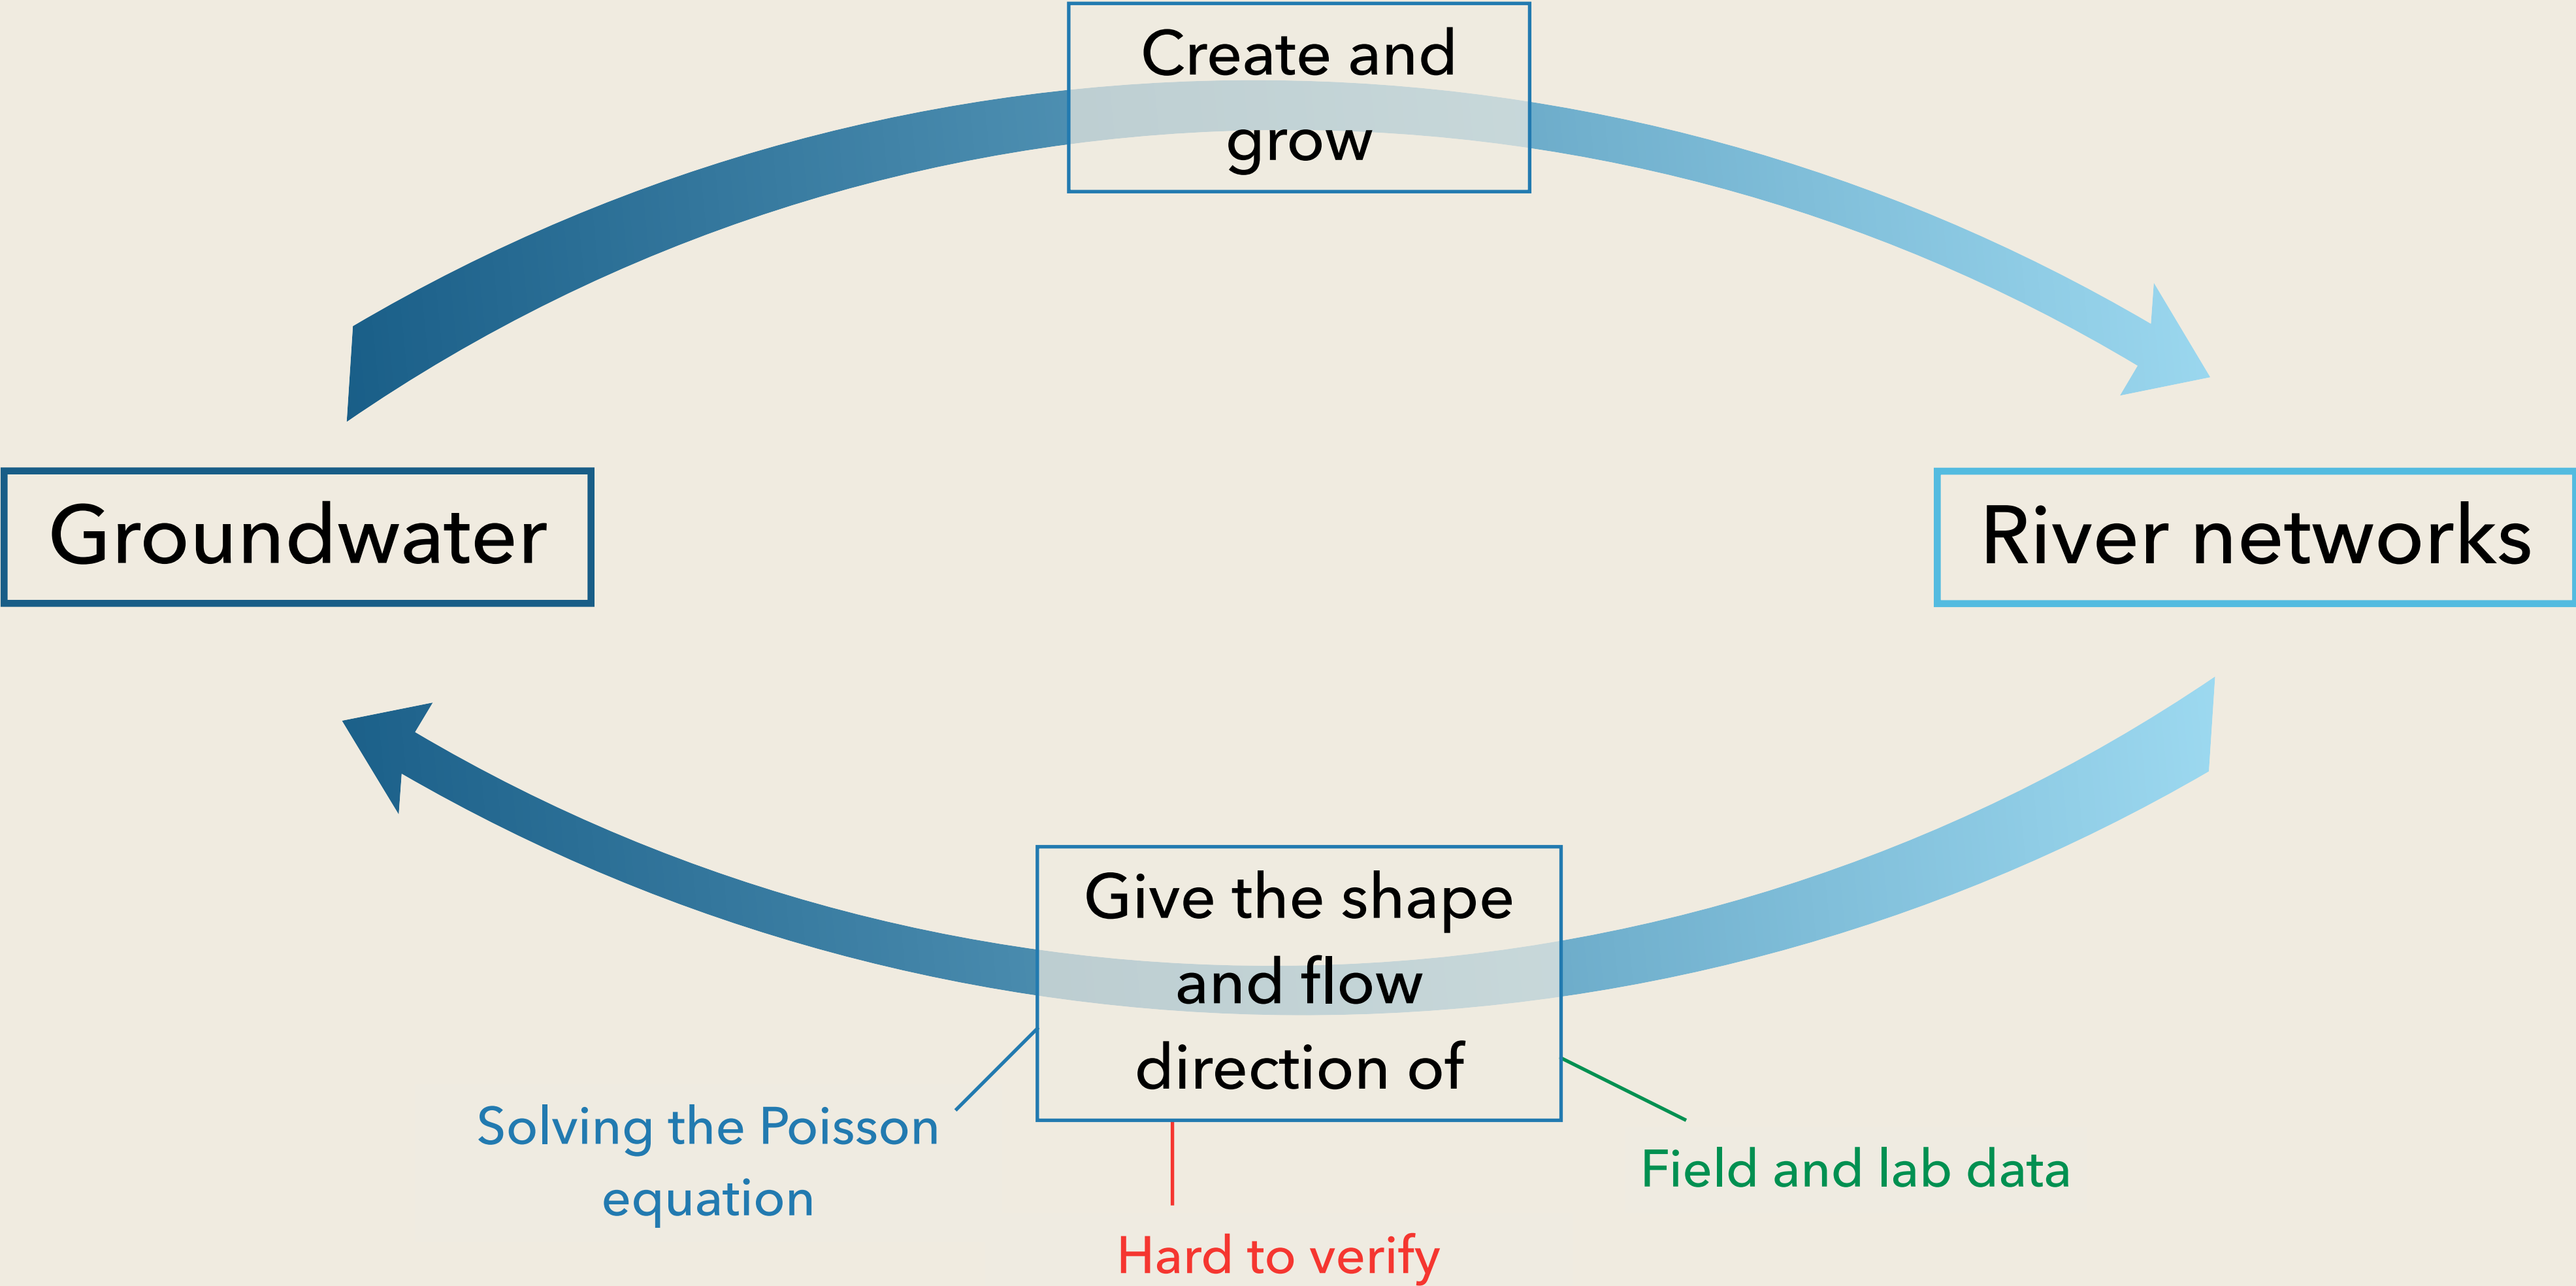 Create and
grow
Groundwater
River networks
Give the shape
and flow
direction of
Solving the Poisson
equation
Field and lab data
Hard to verify